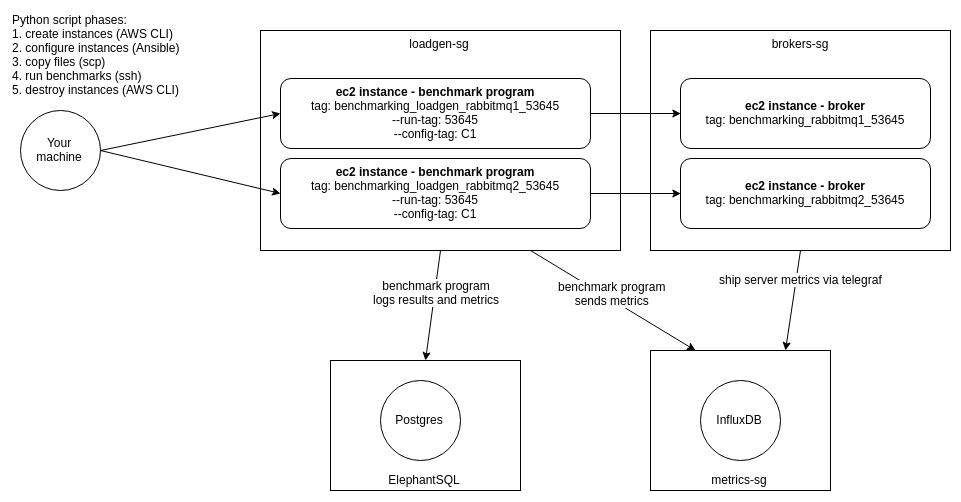 Python script phases:
1. create instances (AWS CLI)
2. configure instances (Ansible)
3. copy files (scp)
4. run benchmarks (ssh)
5. destroy instances (AWS CLI)
Your
machine
loadgen-sg
ec2 instance - benchmark program
tag: benchmarking_loadgen_rabbitmq1_53645
--run-tag: 53645
--config-tag: C1
ec2 instance - benchmark program
tag: benchmarking_loadgen_rabbitmq2_53645
--run-tag: 53645
--config-tag: C1
brokers-sg
ec2 instance - broker
tag: benchmarking_rabbitmq1_53645
ec2 instance - broker
tag: benchmarking_rabbitmq2_53645
benchmark program
logs results and metrics
benchmark program
sends metrics
ship server metrics via telegraf
Postgres
ElephantSQL
InfluxDB
metrics-sg